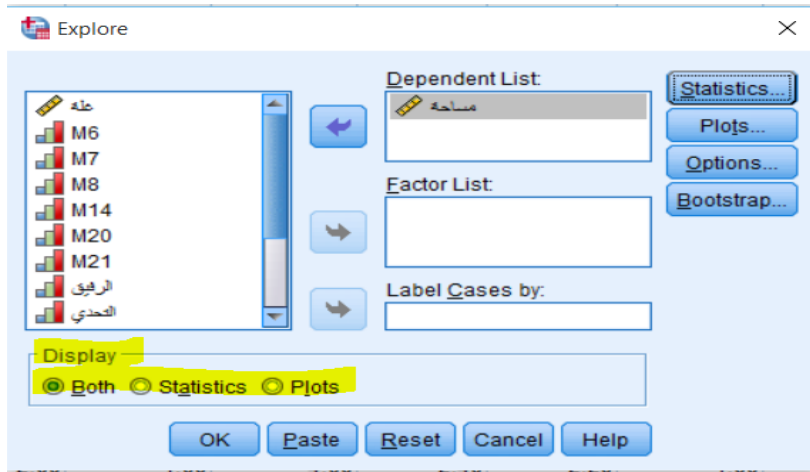 Explore
غله
M6
M7
M8
M14
M20
M21
الرفيق
التحدي
Dependent List:
مساحة
Factor List:
Label Cases by:
Statistics...
Plots...
Options...
Bootstrap...
Display
Both Statistics Plots
OK Paste Reset Cancel Help